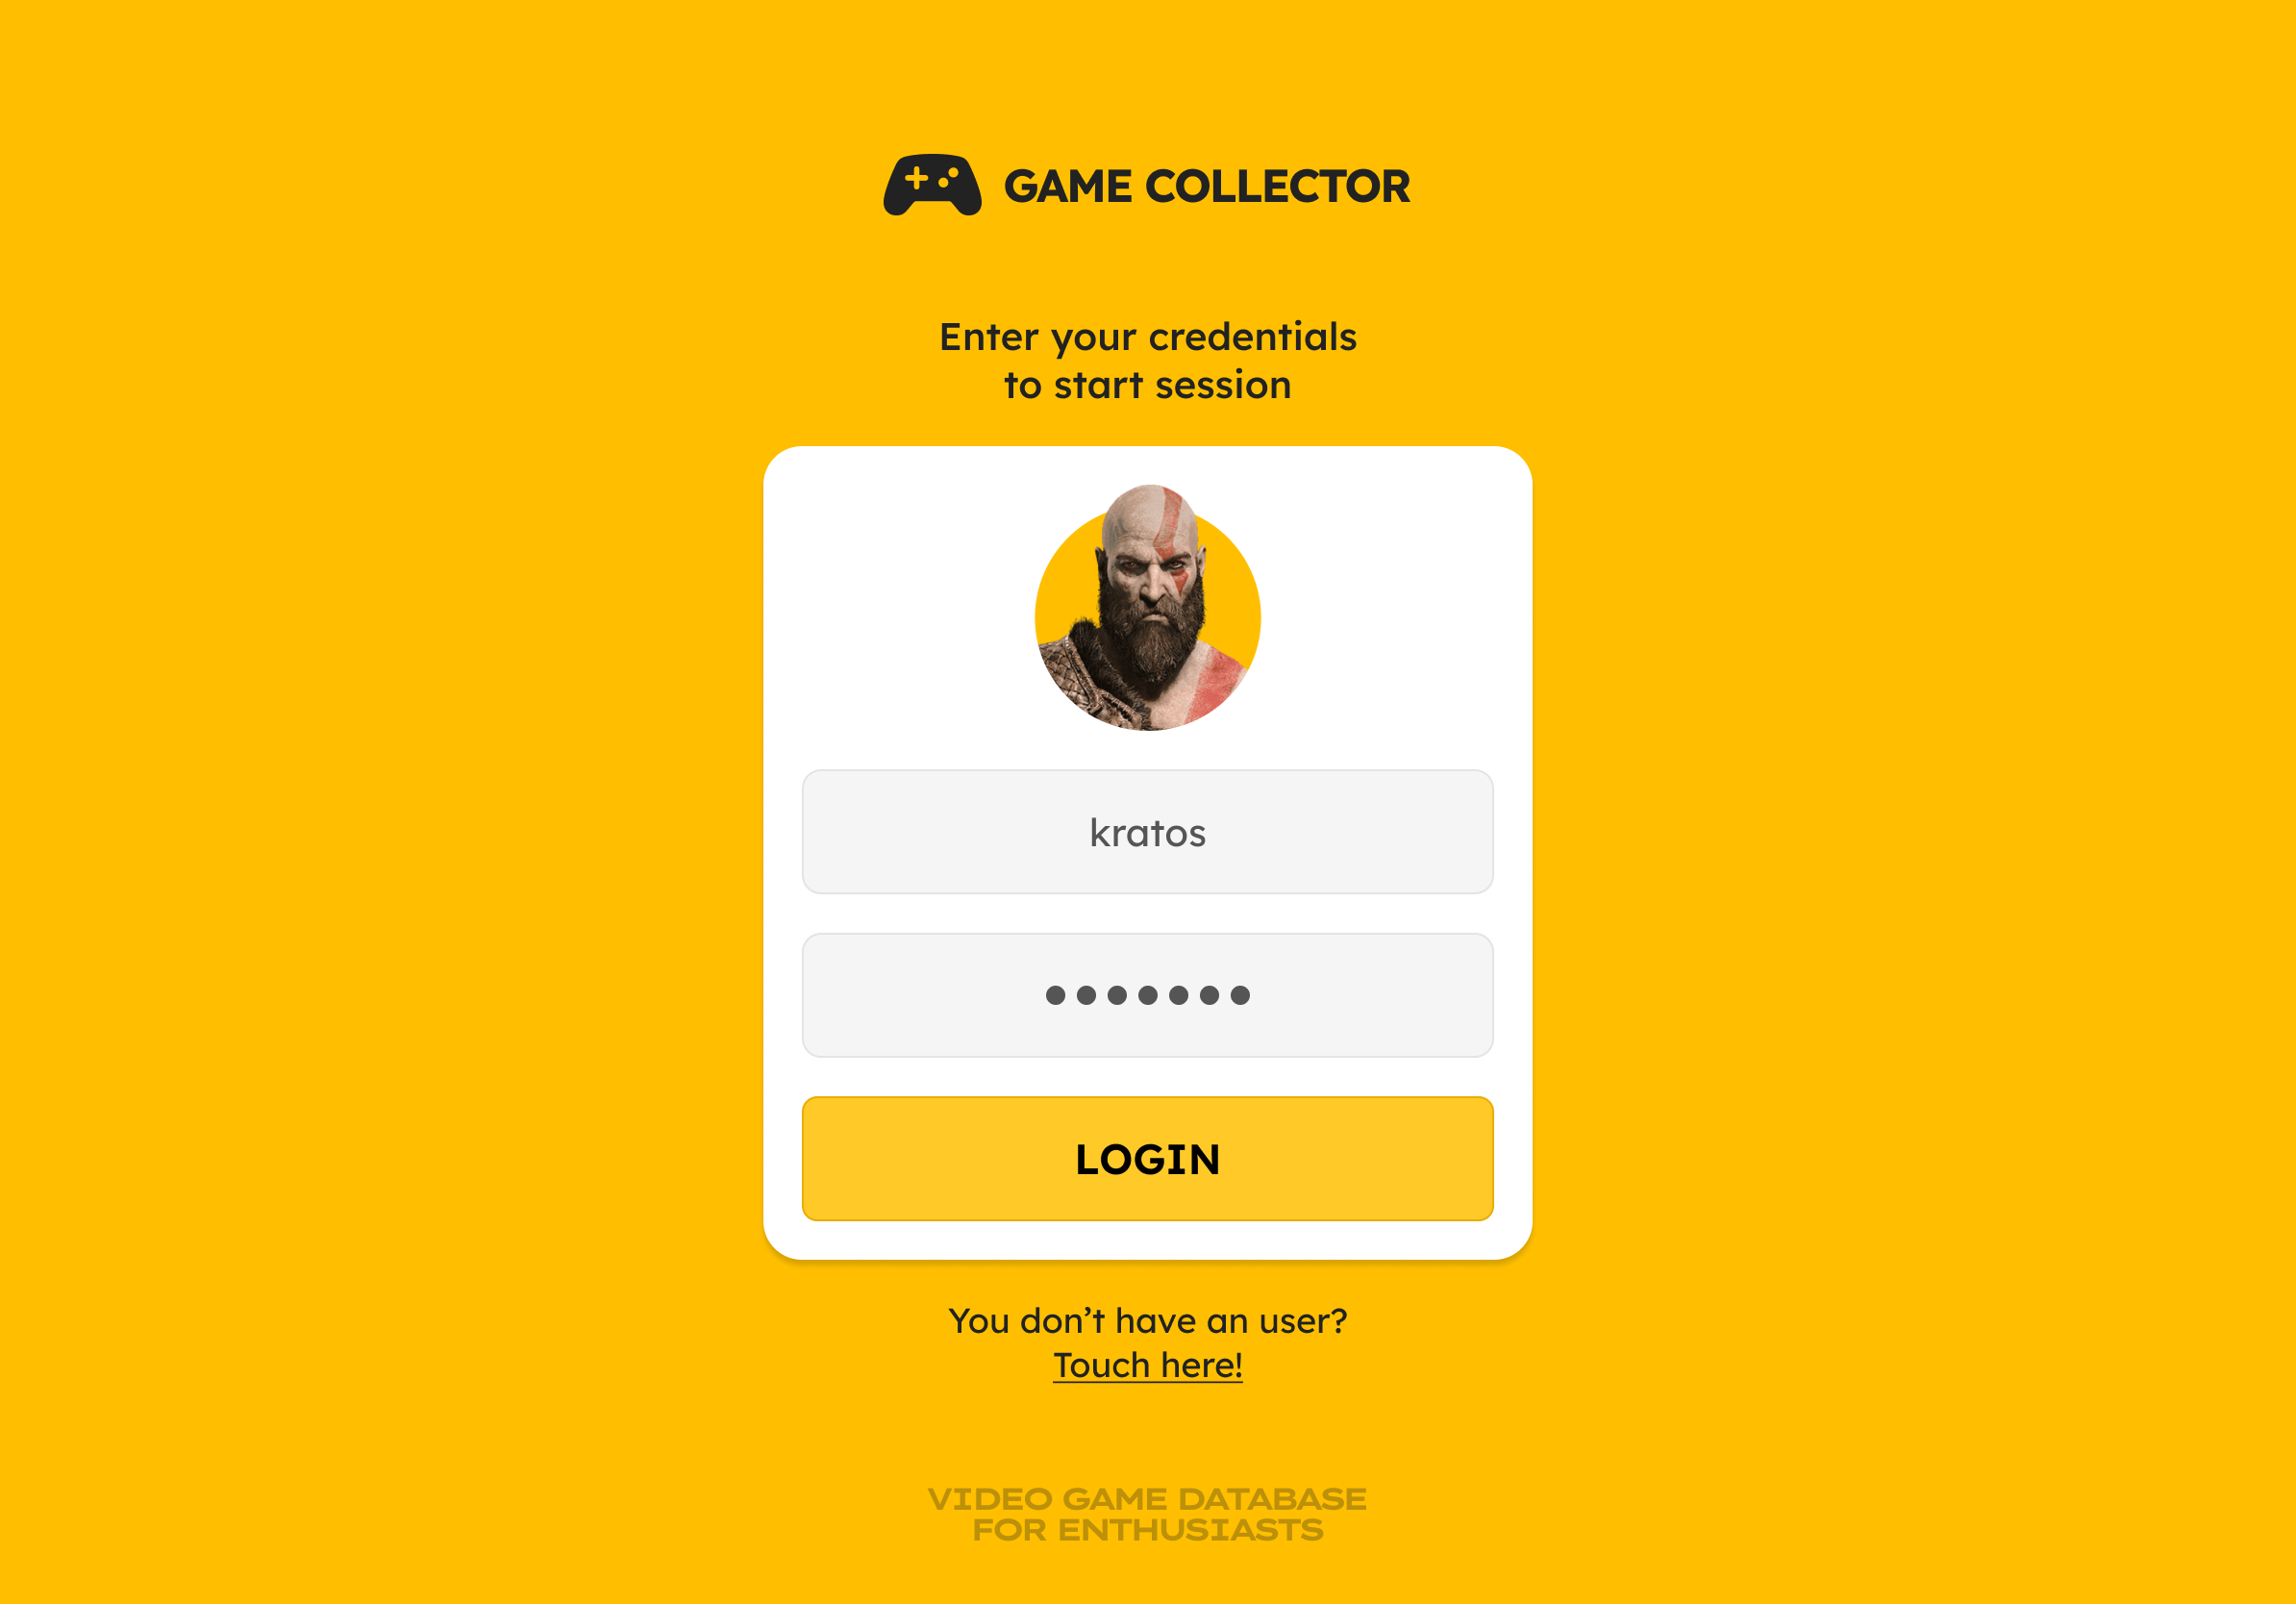 GAME COLLECTOR
Enter your credentials
to start session
kratos
•••••••
LOGIN
You don’t have an user?
Touch here!
VIDEO GAME DATABASE
FOR ENTHUSIASTS